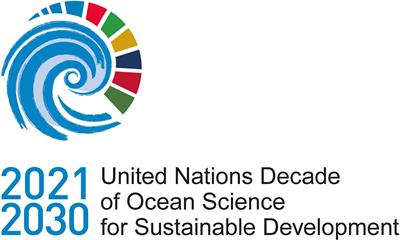 2021 United Nations Decade
2030 of Ocean Science
for Sustainable Development